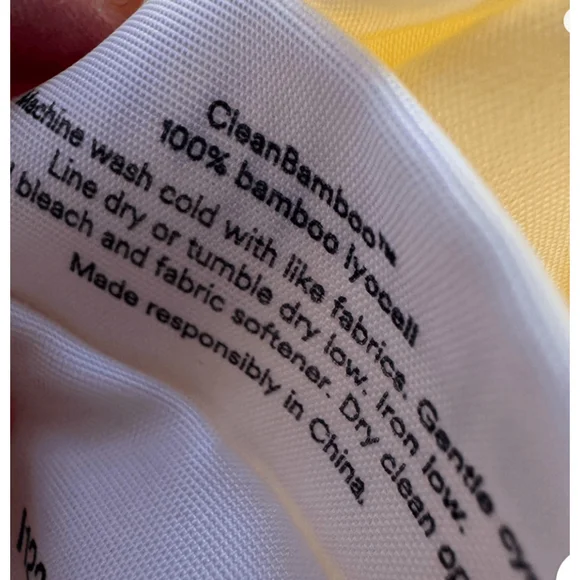 CleanBamboo™
100% bamboo lyocell
Machine wash cold with like fabrics. Gentle cy
Line dry or tumble dry low. Iron low.
bleach and fabric softener. Dry clean op
Made responsibly in China.